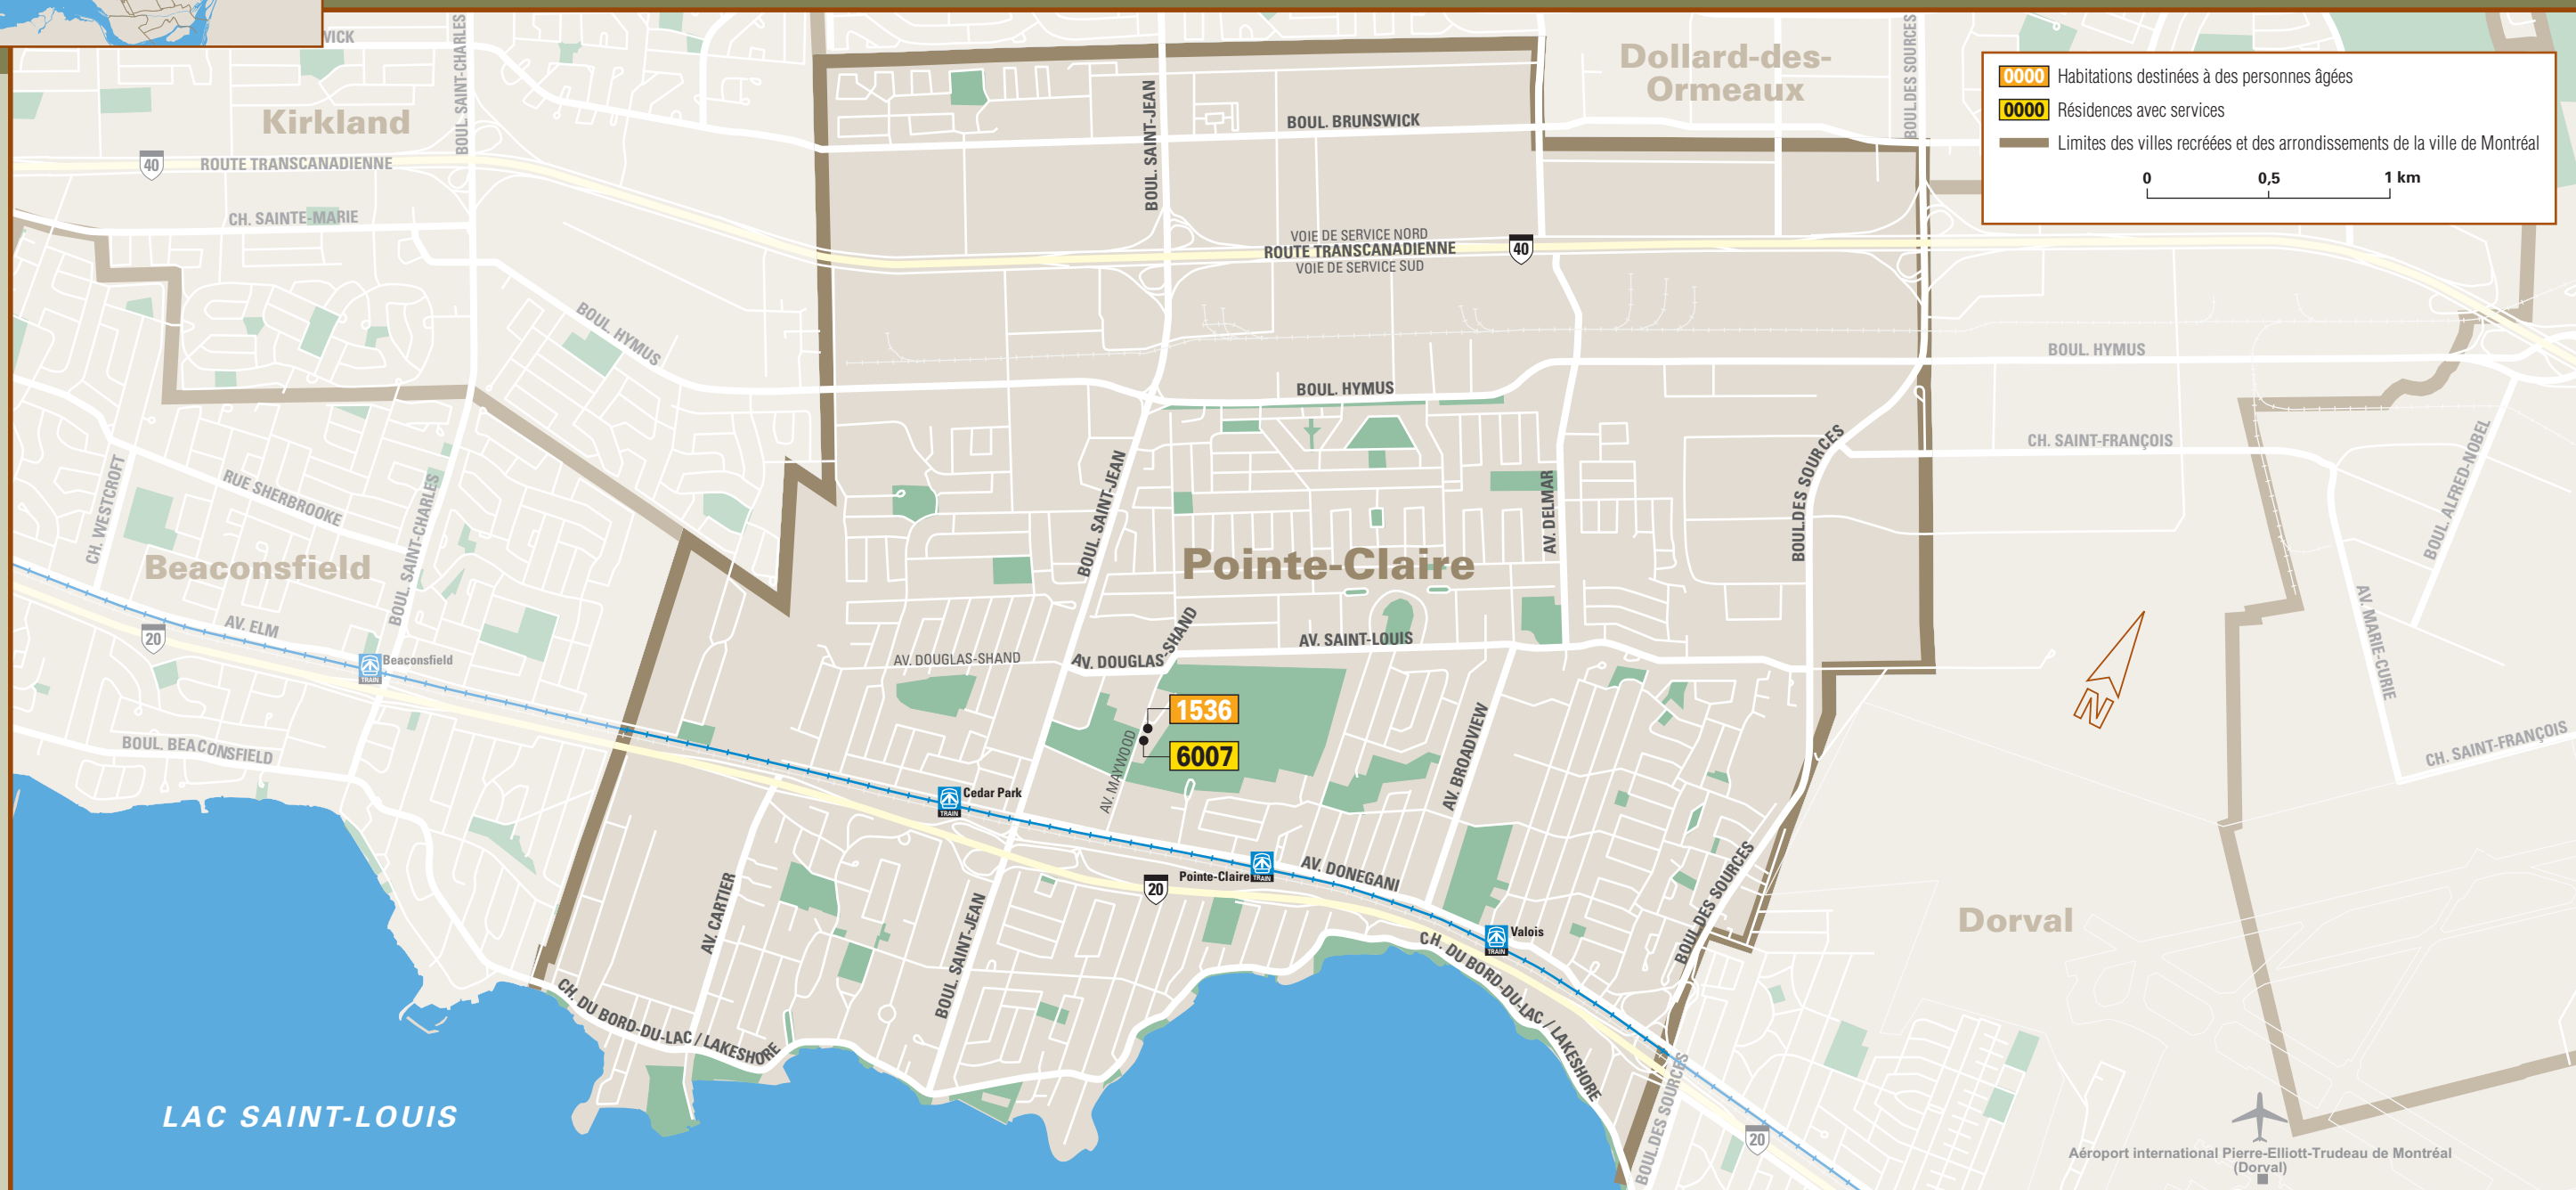 BOUL. SAINT-CHARLES
BOUL. DES SOURCES
Dollard-des-
Ormeaux
0000 Habitations destinées à des personnes âgées
0000 Résidences avec services
Limites des villes recréées et des arrondissements de la ville de Montréal
0 0,5 1 km
Kirkland
BOUL. SAINT-JEAN
BOUL. BRUNSWICK
40
ROUTE TRANSCANADIENNE
CH. SAINTE-MARIE
VOIE DE SERVICE NORD
ROUTE TRANSCANADIENNE
40
VOIE DE SERVICE SUD
BOUL. HYMUS
BOUL. HYMUS
BOUL. HYMUS
CH. SAINT-FRANÇOIS
BOUL. ALFRED-NOBEL
BOUL. DES SOURCES
BOUL. SAINT-JEAN
AV. DELMAR
CH. WESTCROFT
RUE SHERBROOKE
BOUL. SAINT-CHARLES
Beaconsfield
Pointe-Claire
AV. ELM
20
Beaconsfield
TRAIN
AV. DOUGLAS-SHAND
AV. DOUGLAS-SHAND
AV. SAINT-LOUIS
AV. MARIE-CURIE
N
1536
6007
AV. MAYWOOD
AV. BROADVIEW
BOUL. BEACONSFIELD
CH. SAINT-FRANÇOIS
Cedar Park
TRAIN
Pointe-Claire
TRAIN
AV. DONEGANI
20
AV. CARTIER
BOUL. SAINT-JEAN
BOUL. DES SOURCES
Valois
TRAIN
Dorval
CH. DU BORD-DU-LAC / LAKESHORE
CH. DU BORD-DU-LAC / LAKESHORE
LAC SAINT-LOUIS
BOUL. DES SOURCES
20
Aéroport international Pierre-Elliott-Trudeau de Montréal
(Dorval)